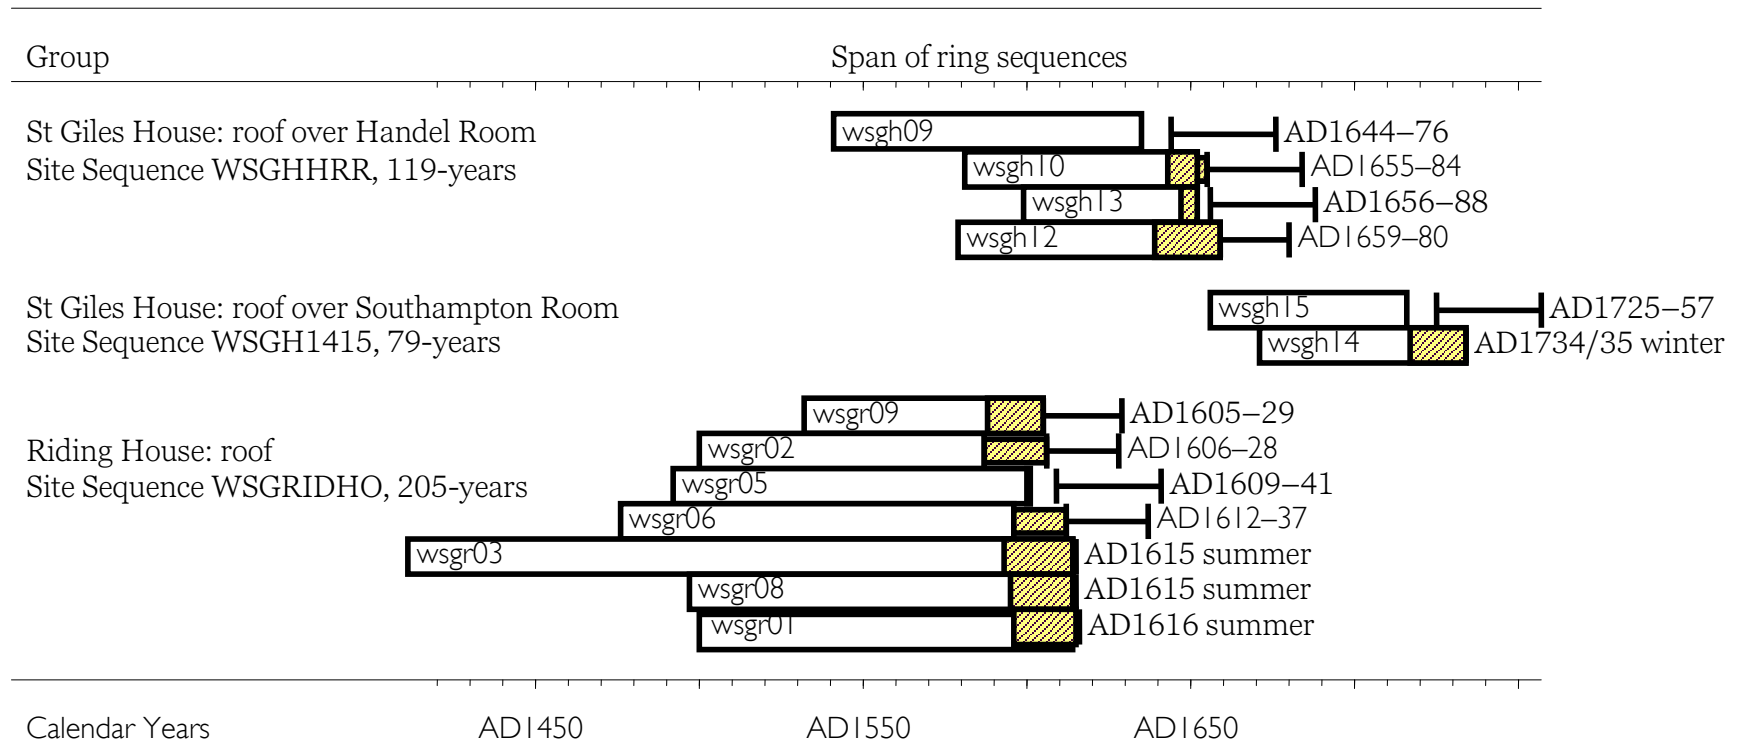 Group Span of ring sequences
St Giles House: roof over Handel Room wsgh09 AD1644–76
Site Sequence WSGHHRR, 119-years wsgh10 AD1655–84
wsgh13 AD1656–88
wsgh12 AD1659–80
St Giles House: roof over Southampton Room wsgh15 AD1725–57
Site Sequence WSGH1415, 79-years wsgh14 AD1734/35 winter
wsgr09 AD1605–29
Riding House: roof wsgr02 AD1606–28
Site Sequence WSGRIDHO, 205-years wsgr05 AD1609–41
wsgr06 AD1612–37
wsgr03 AD1615 summer
wsgr08 AD1615 summer
wsgr01 AD1616 summer
Calendar Years AD1450 AD1550 AD1650